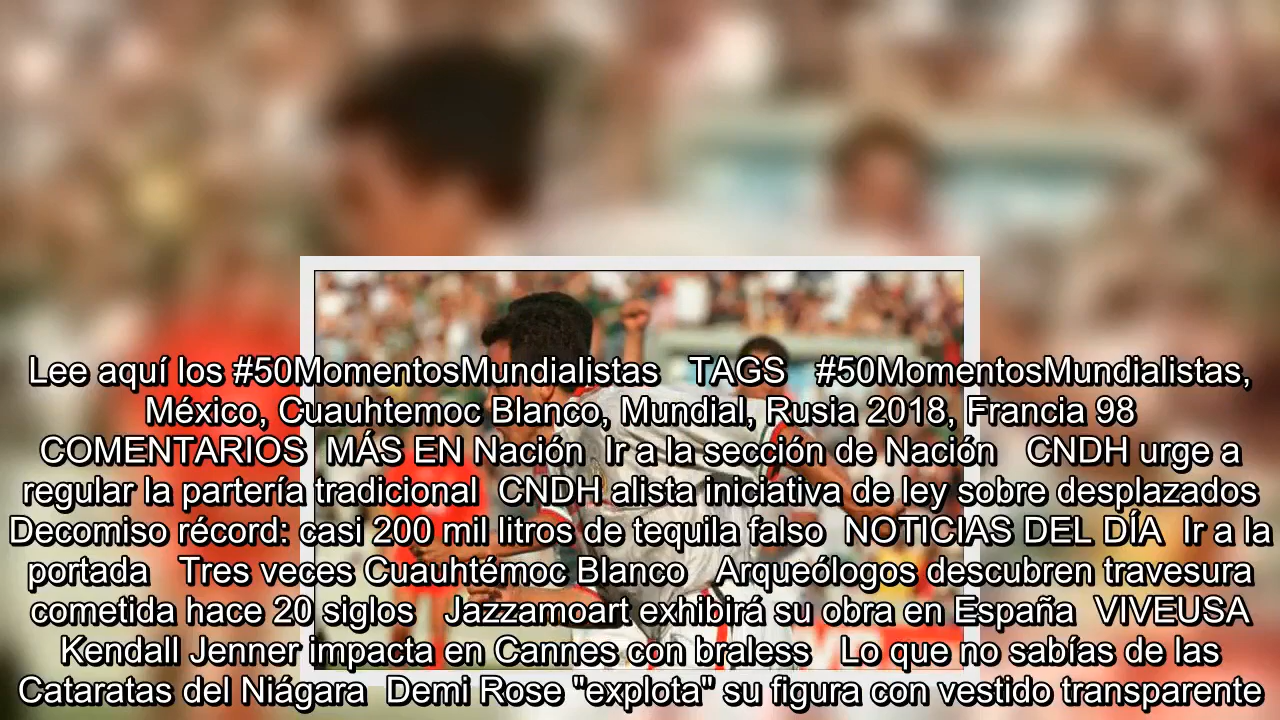 Lee aquí los #50MomentosMundialistas   TAGS   #50MomentosMundialistas,
México, Cuauhtemoc Blanco, Mundial, Rusia 2018, Francia 98
COMENTARIOS  MÁS EN Nación  Ir a la sección de Nación   CNDH urge a
regular la partería tradicional  CNDH alista iniciativa de ley sobre desplazados
Decomiso récord: casi 200 mil litros de tequila falso  NOTICIAS DEL DÍA  Ir a la
portada   Tres veces Cuauhtémoc Blanco   Arqueólogos descubren travesura
cometida hace 20 siglos   Jazzamoart exhibirá su obra en España  VIVEUSA
Kendall Jenner impacta en Cannes con braless   Lo que no sabías de las
Cataratas del Niágara  Demi Rose "explota" su figura con vestido transparente